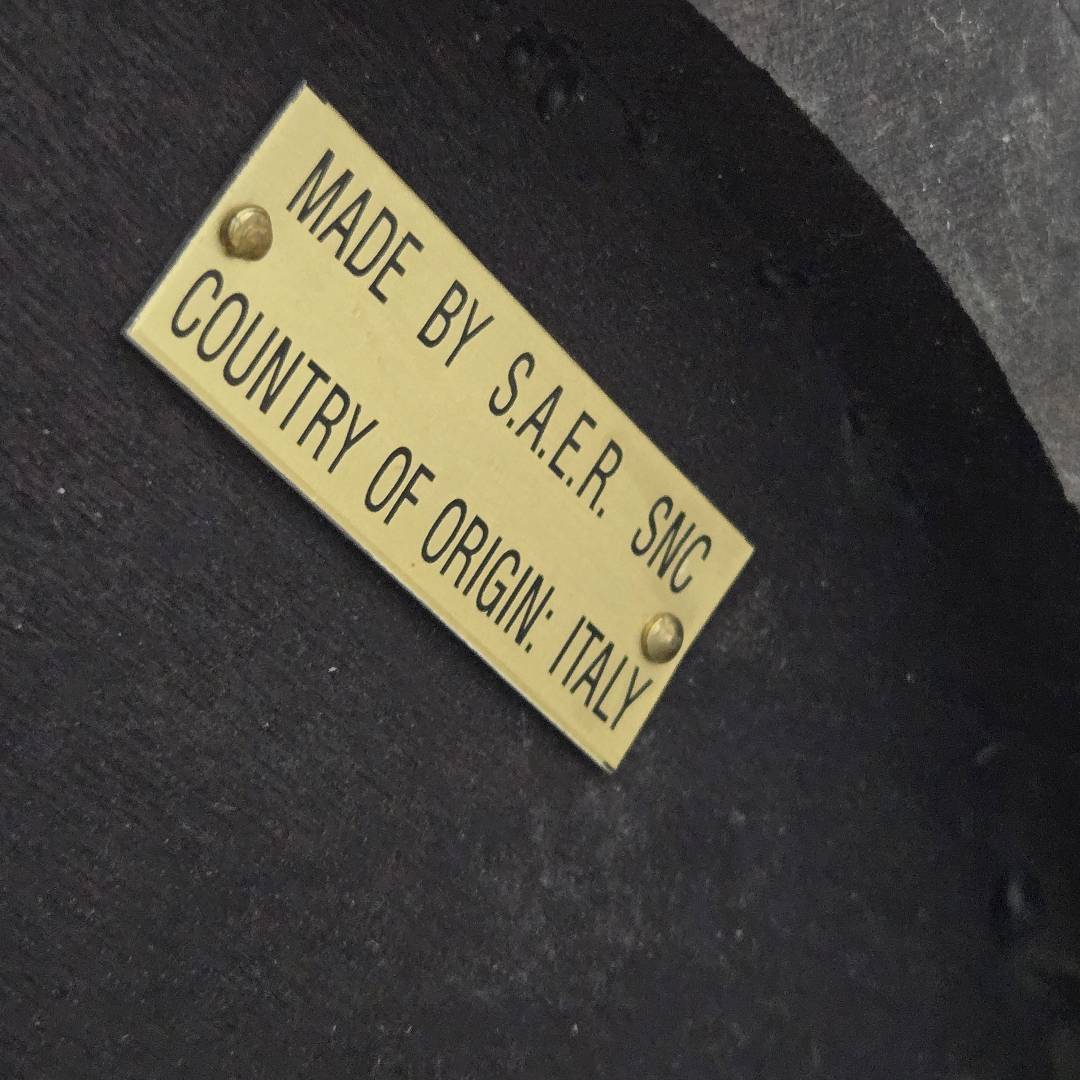 MADE BY S.A.E.R. SNC
COUNTRY OF ORIGIN: ITALY